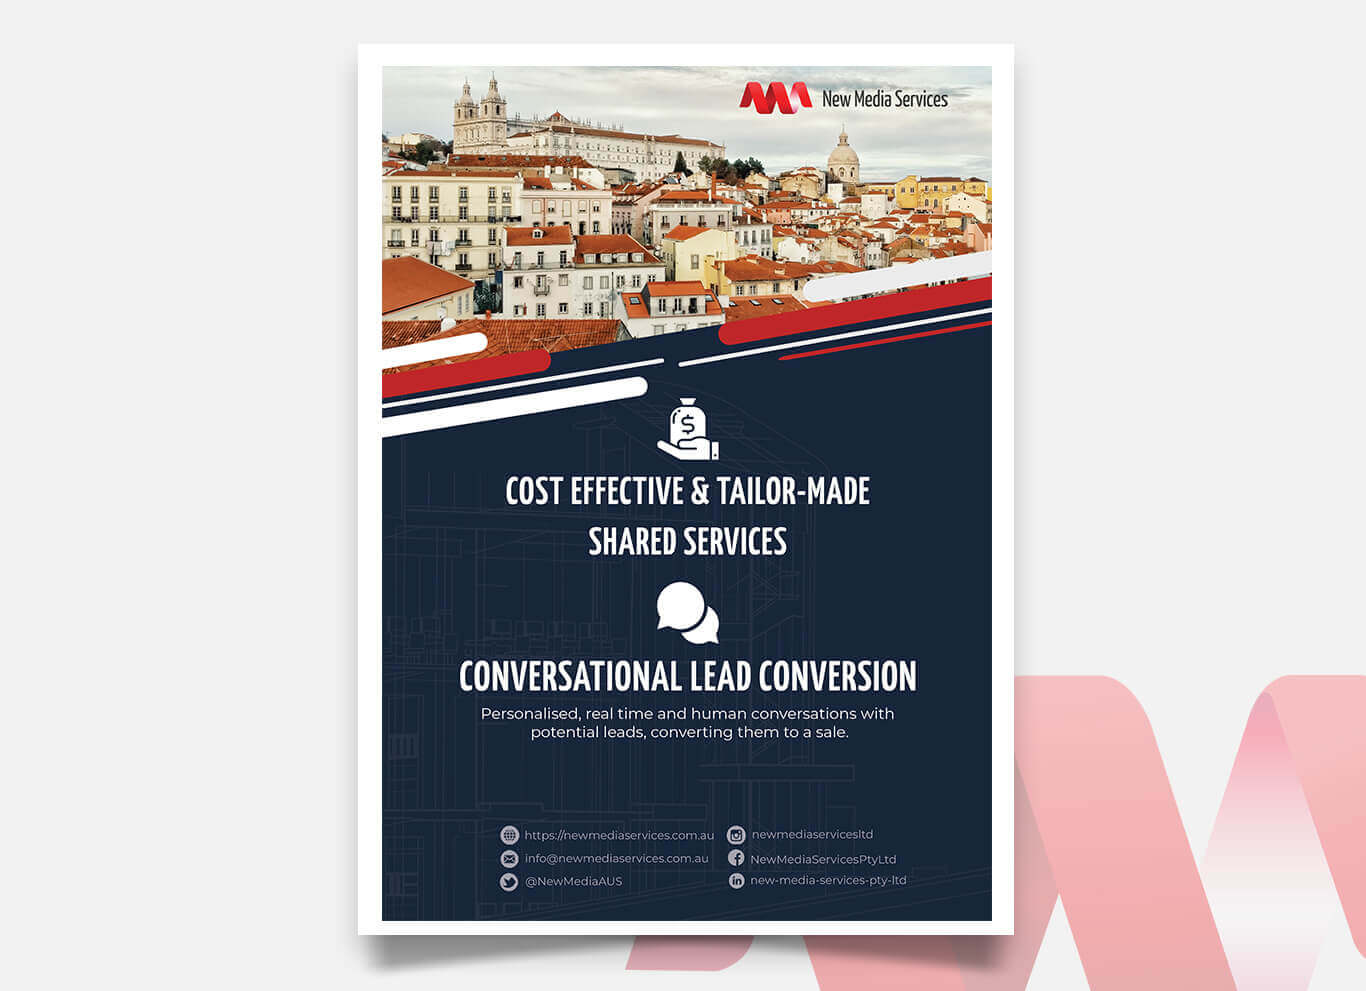 New Media Services
COST EFFECTIVE & TAILOR-MADE
SHARED SERVICES
CONVERSATIONAL LEAD CONVERSION
Personalised, real time and human conversations with
potential leads, converting them to a sale.
https://newmediaservices.com.au
info@newmediaservices.com.au
@NewMediaAUS
newmediaservicesltd
NewMediaServicesPtyLtd
new-media-services-pty-ltd